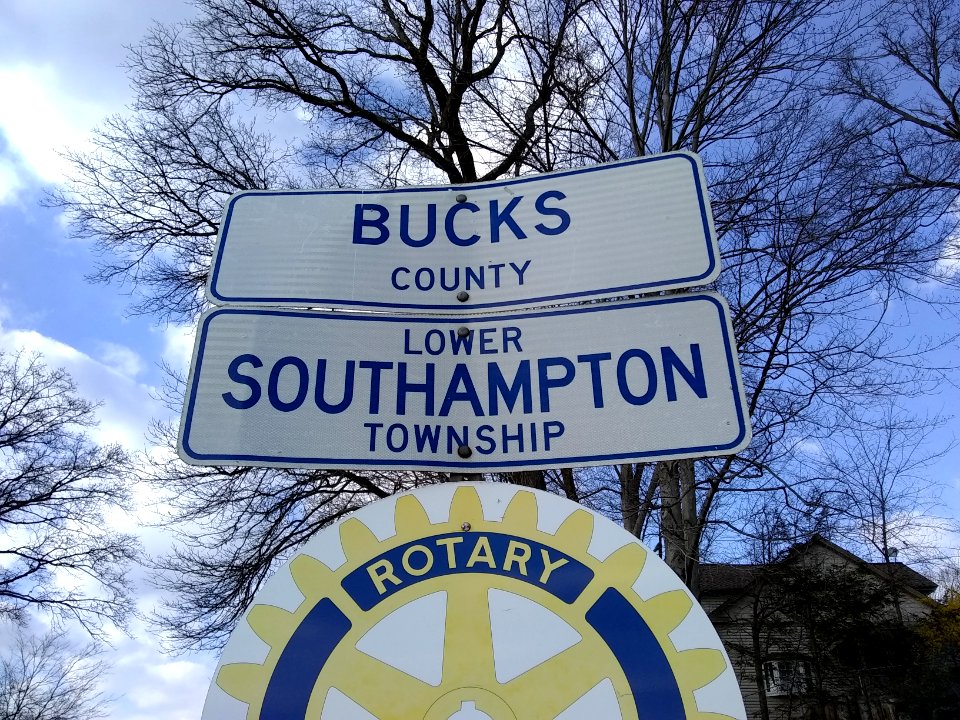 BUCKS
COUNTY
LOWER
SOUTHAMPTON
TOWNSHIP
ROTARY